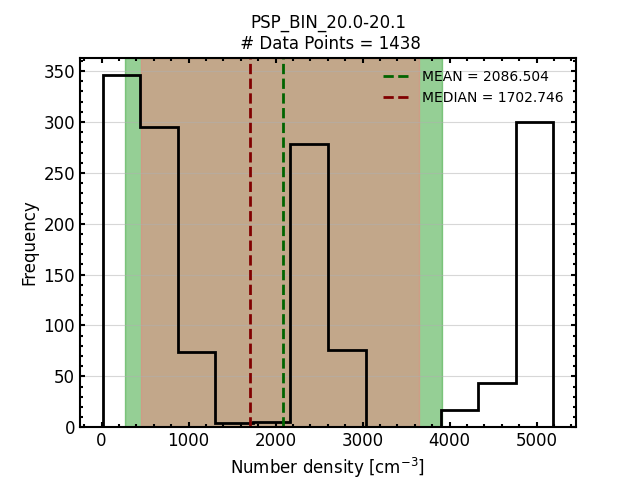 PSP_BIN_20.0-20.1
# Data Points = 1438
MEAN = 2086.504
MEDIAN = 1702.746
Frequency
350
300
250
200
150
100
50
0
0 1000 2000 3000 4000 5000
Number density [cm⁻³]